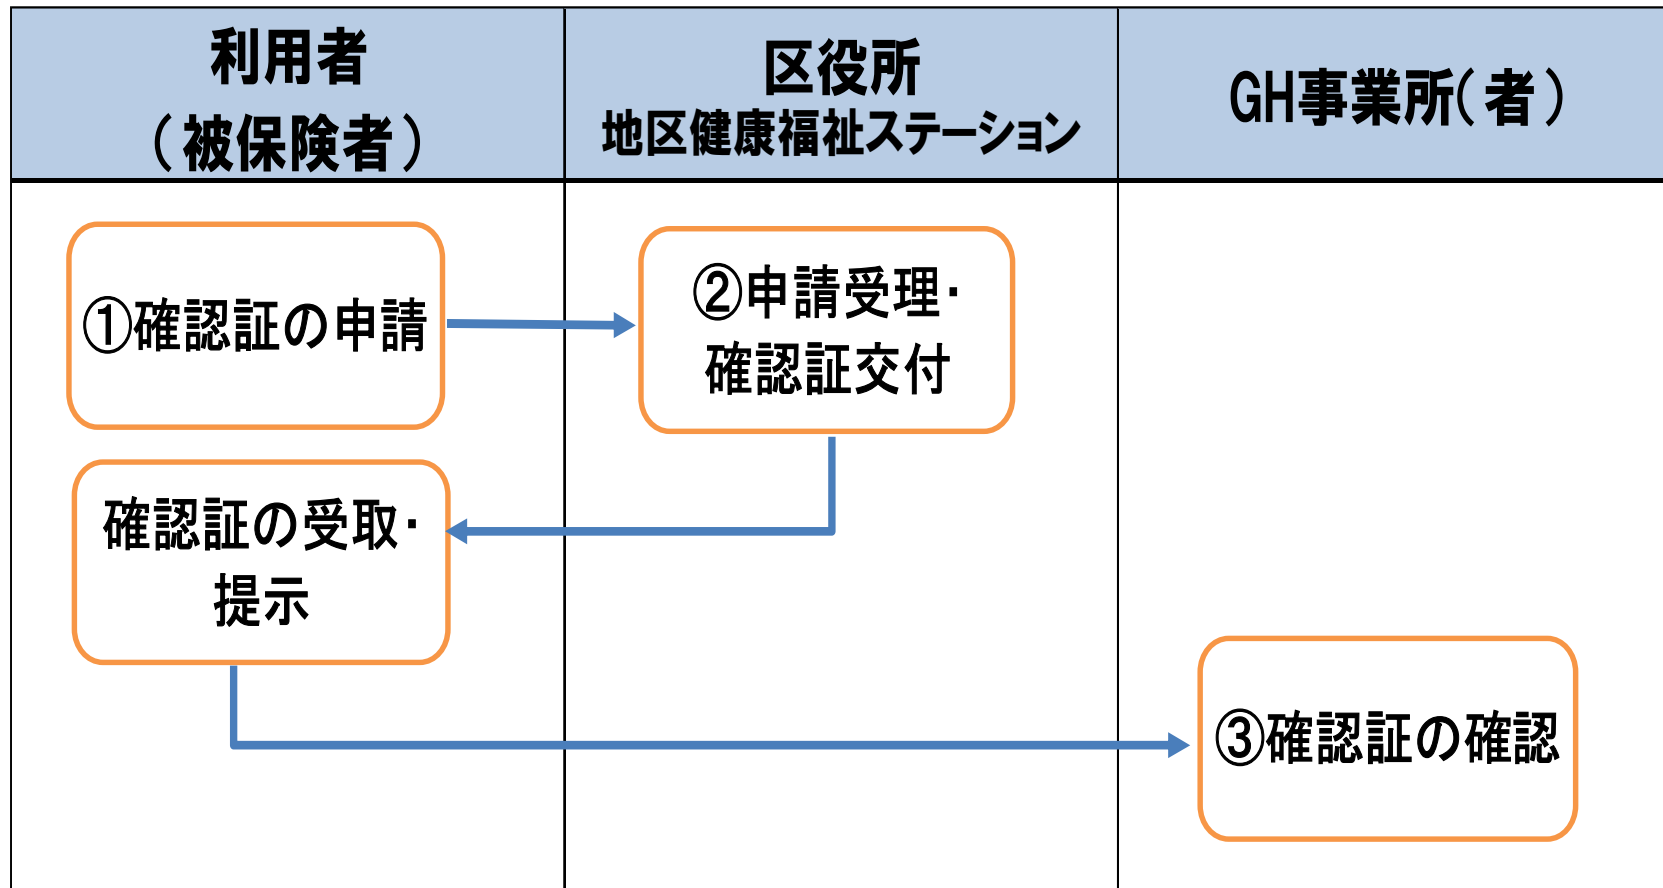 利用者
（被保険者）
区役所
地区健康福祉ステーション
GH事業所（者）
①確認証の申請
②申請受理・
確認証交付
確認証の受取・
提示
③確認証の確認